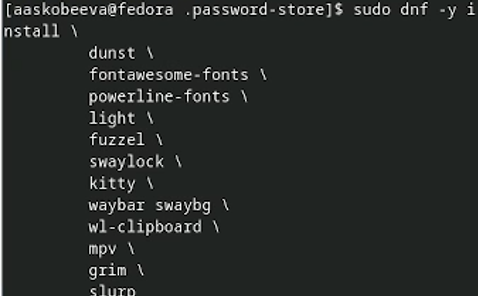 [aaskobeeva@fedora .password-store]$ sudo dnf -y i
nstall \
dunst \
fontawesome-fonts \
powerline-fonts \
light \
fuzzel \
swaylock \
kitty \
waybar swaybg \
wl-clipboard \
mpv \
grim \
slurp